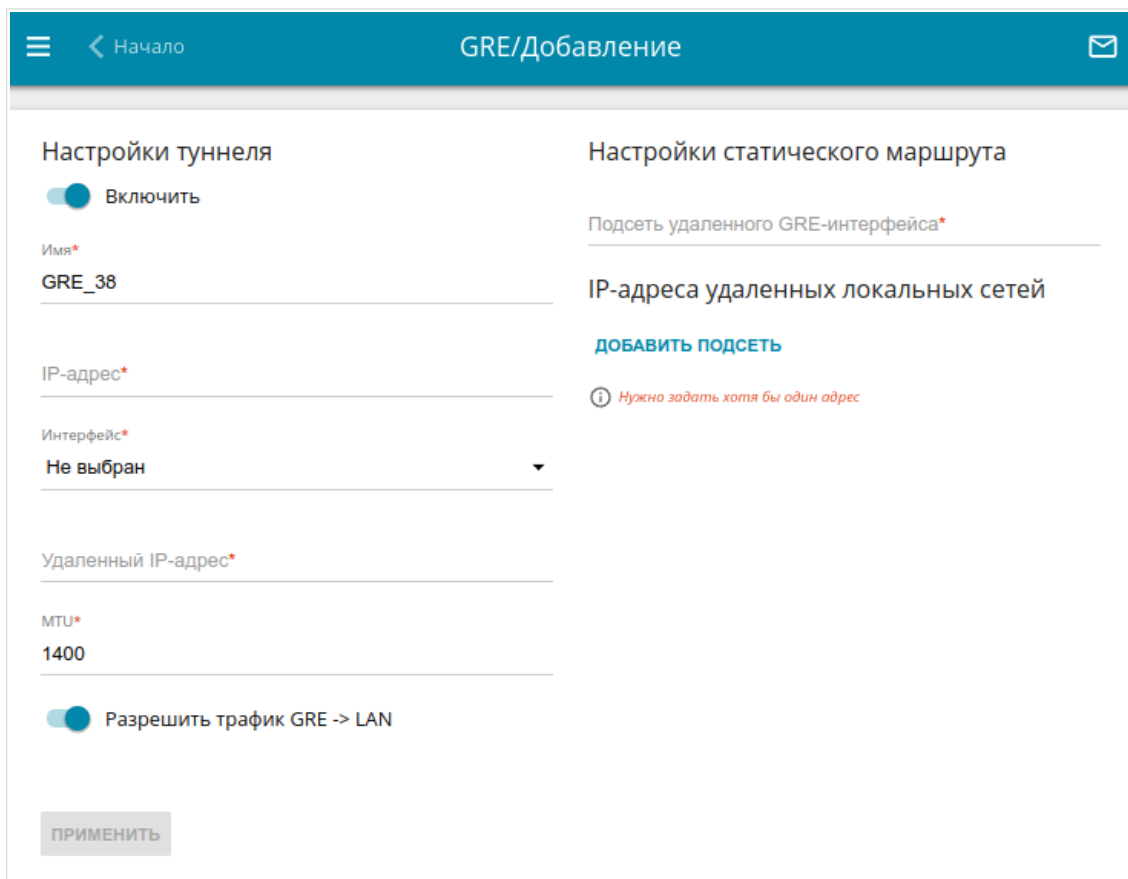 Начало
GRE/Добавление
Настройки туннеля
Включить
Имя*
GRE_38
IP-адрес*
Интерфейс*
Не выбран
Удаленный IP-адрес*
MTU*
1400
Разрешить трафик GRE -> LAN
ПРИМЕНИТЬ
Настройки статического маршрута
Подсеть удаленного GRE-интерфейса*
IP-адреса удаленных локальных сетей
ДОБАВИТЬ ПОДСЕТЬ
Нужно задать хотя бы один адрес